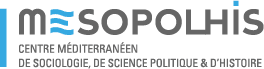 MESOPOLHIS
CENTRE MÉDITERRANÉEN
DE SOCIOLOGIE, DE SCIENCE POLITIQUE & D'HISTOIRE